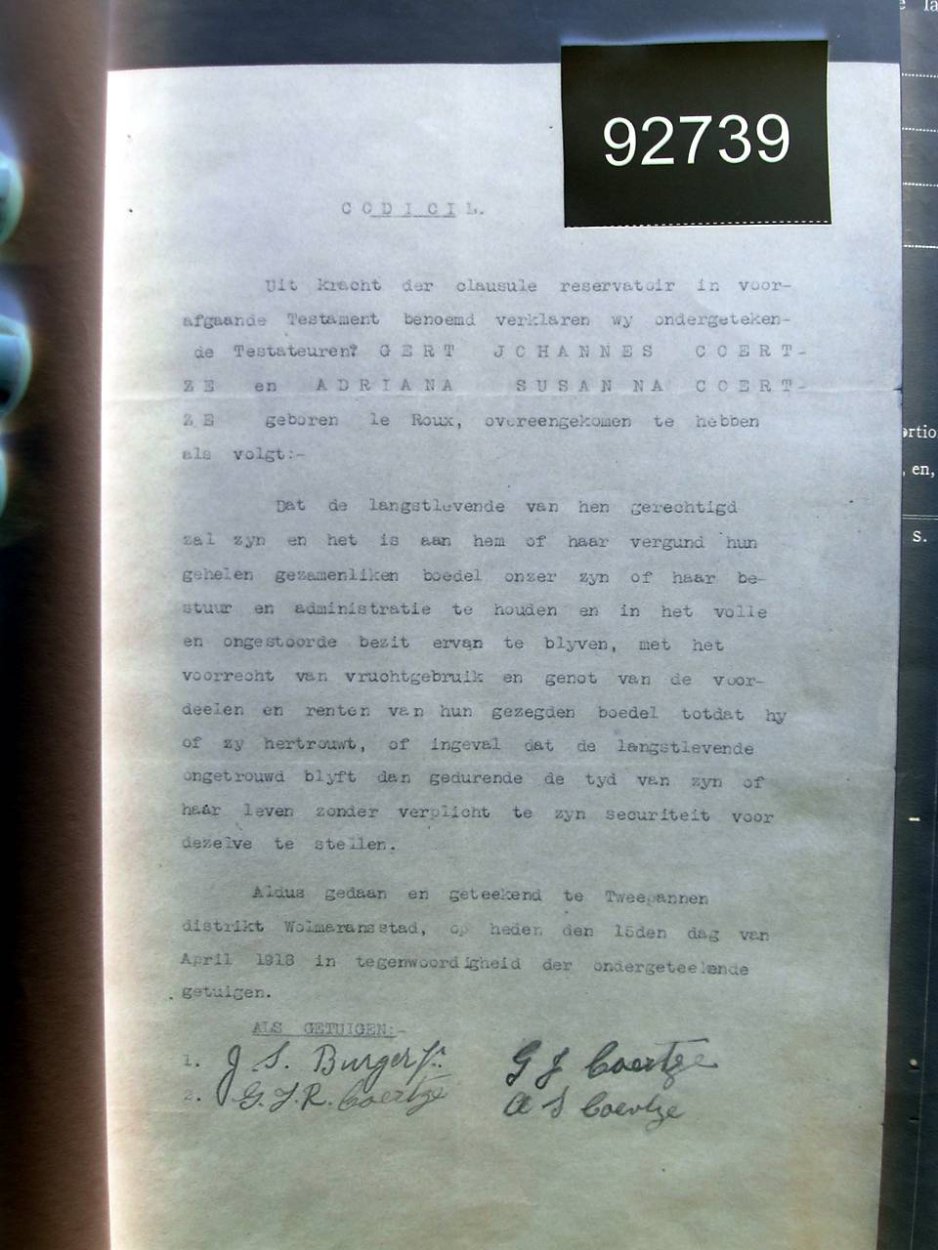 92739
CODICIL.
Uit kracht der clausule reservatoir in voor-
afgaande Testament benoemd verklaren wy ondergeteken-
de Testateuren? GERT JOHANNES COERT-
ZE en ADRIANA SUSANNA COERT-
ZE geboren le Roux, overeengekomen te hebben
als volgt:-
Dat de langstlevende van hen gerechtigd
zal zyn en het is aan hem of haar vergund hun
gehelen gezamenliken boedel onzer zyn of haar be-
stuur en administratie te houden en in het volle
en ongestoorde bezit ervan te blyven, met het
voorrecht van vruchtgebruik en genot van de voor-
deelen en renten van hun gezegden boedel totdat hy
of zy hertrouwt, of ingeval dat de langstlevende
ongetrouwd blyft dan gedurende de tyd van zyn of
haar leven zonder verplicht te zyn securiteit voor
dezelve te stellen.
Aldus gedaan en geteekend te Tweepannen
distrikt Wolmaransstad, op heden den 15den dag van
April 1918 in tegenwoordigheid der ondergeteekende
getuigen.
ALS GETUIGEN:-
1. J. S. Burger Jr. G J Coertze
2. G. J. R. Coertze A S Coertze
ortio
, en,
s.